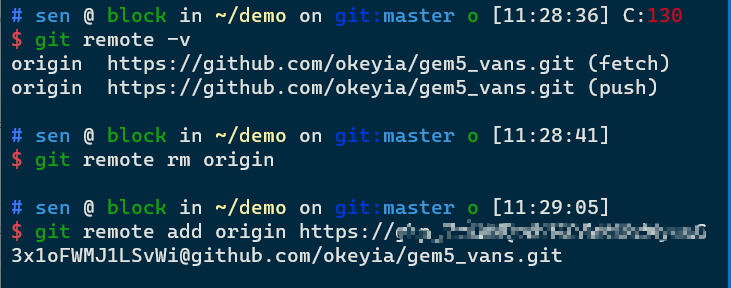 # sen @ block in ~/demo on git:master o [11:28:36] C:130
$ git remote -v
origin  https://github.com/okeyia/gem5_vans.git (fetch)
origin  https://github.com/okeyia/gem5_vans.git (push)
# sen @ block in ~/demo on git:master o [11:28:41]
$ git remote rm origin
# sen @ block in ~/demo on git:master o [11:29:05]
$ git remote add origin https://
3x1oFWMJ1LSvWi@github.com/okeyia/gem5_vans.git